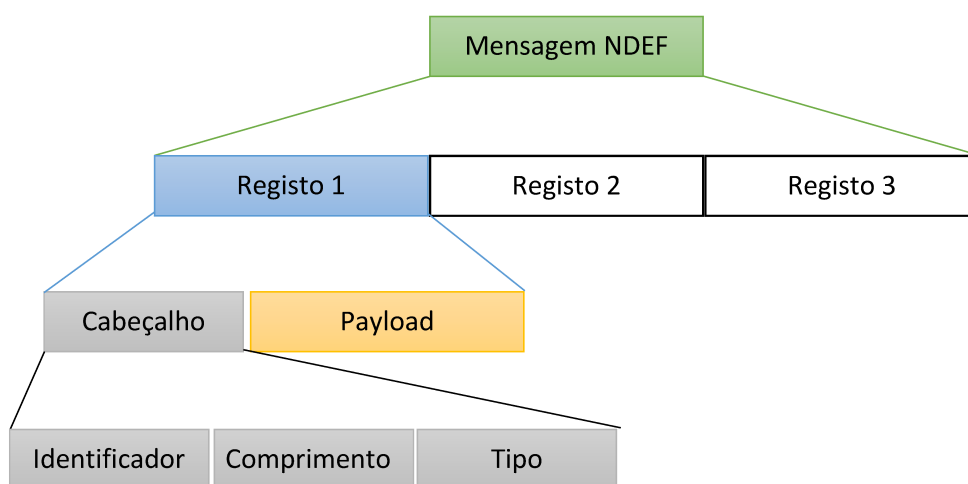 Mensagem NDEF
Registo 1
Registo 2
Registo 3
Cabeçalho
Payload
Identificador
Comprimento
Tipo